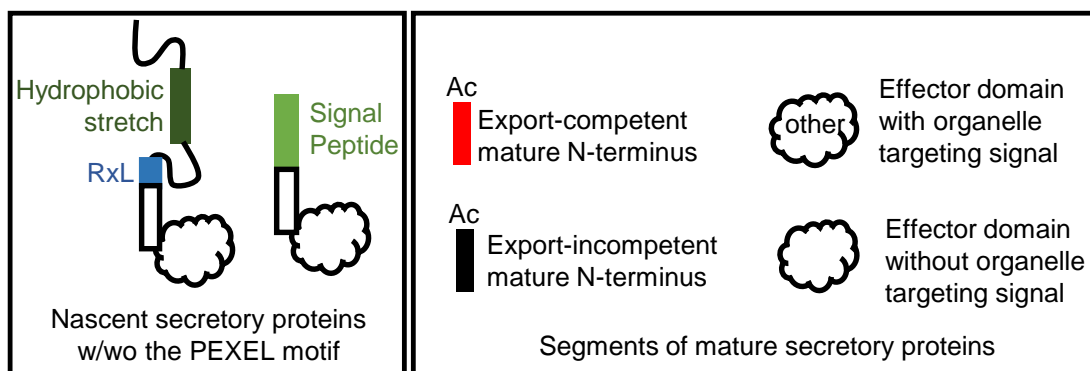 Hydrophobic
stretch
RxL
Signal
Peptide
Nascent secretory proteins
w/wo the PEXEL motif
Ac
Export-competent
mature N-terminus
other
Effector domain
with organelle
targeting signal
Ac
Export-incompetent
mature N-terminus
Effector domain
without organelle
targeting signal
Segments of mature secretory proteins